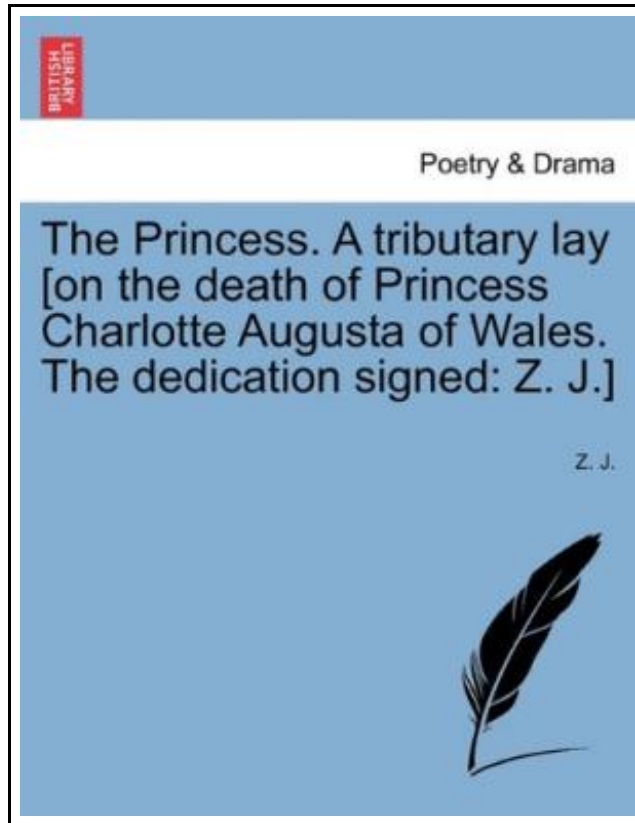 BRITISH
LIBRARY
Poetry & Drama
The Princess. A tributary lay
[on the death of Princess
Charlotte Augusta of Wales.
The dedication signed: Z. J.]
Z. J.